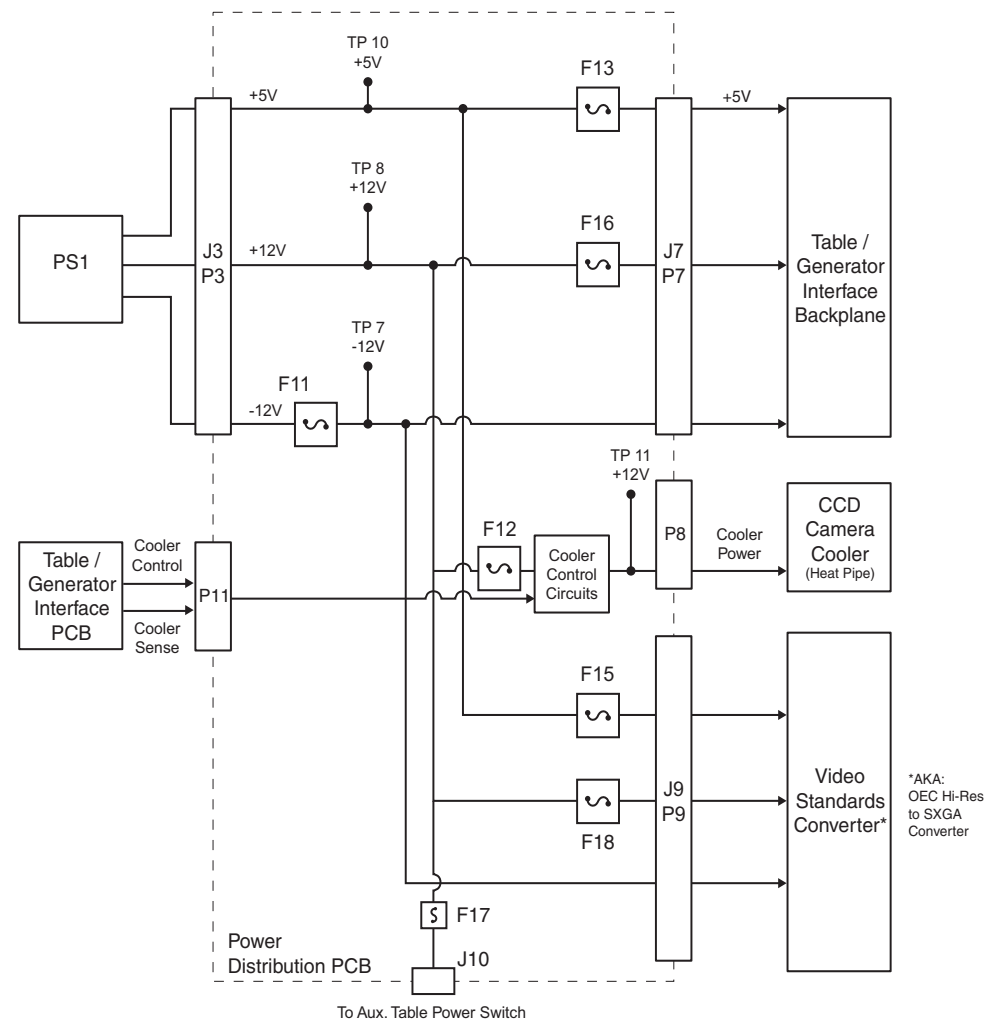 TP 10
+5V
F13
+5V
+5V
TP 8
+12V
F16
PS1
J3
P3
+12V
J7
P7
Table /
Generator
Interface
Backplane
TP 7
-12V
F11
-12V
TP 11
+12V
Table /
Generator
Interface
PCB
Cooler
Control
Cooler
Sense
P11
F12
Cooler
Control
Circuits
P8
Cooler
Power
CCD
Camera
Cooler
(Heat Pipe)
F15
F18
J9
P9
Video
Standards
Converter*
*AKA:
OEC Hi-Res
to SXGA
Converter
F17
J10
Power
Distribution PCB
To Aux. Table Power Switch